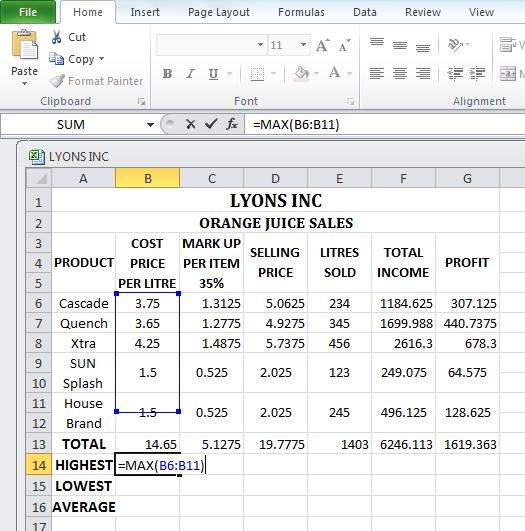 File Home Insert Page Layout Formulas Data Review View
Cut
Copy
Format Painter
Paste
11 A A
B I U A
Clipboard Font Alignment
SUM fx =MAX(B6:B11)
LYONS INC
A B C D E F G
1 LYONS INC
2 ORANGE JUICE SALES
3 COST MARK UP
4 PRODUCT PRICE PER ITEM SELLING PRICE LITRES SOLD TOTAL INCOME PROFIT
5 PER LITRE 35%
6 Cascade 3.75 1.3125 5.0625 234 1184.625 307.125
7 Quench 3.65 1.2775 4.9275 345 1699.988 440.7375
8 Xtra 4.25 1.4875 5.7375 456 2616.3 678.3
9 SUN
10 Splash 1.5 0.525 2.025 123 249.075 64.575
11 House
12 Brand 1.5 0.525 2.025 245 496.125 128.625
13 TOTAL 14.65 5.1275 19.7775 1403 6246.113 1619.363
14 HIGHEST =MAX(B6:B11)
15 LOWEST
16 AVERAGE
17